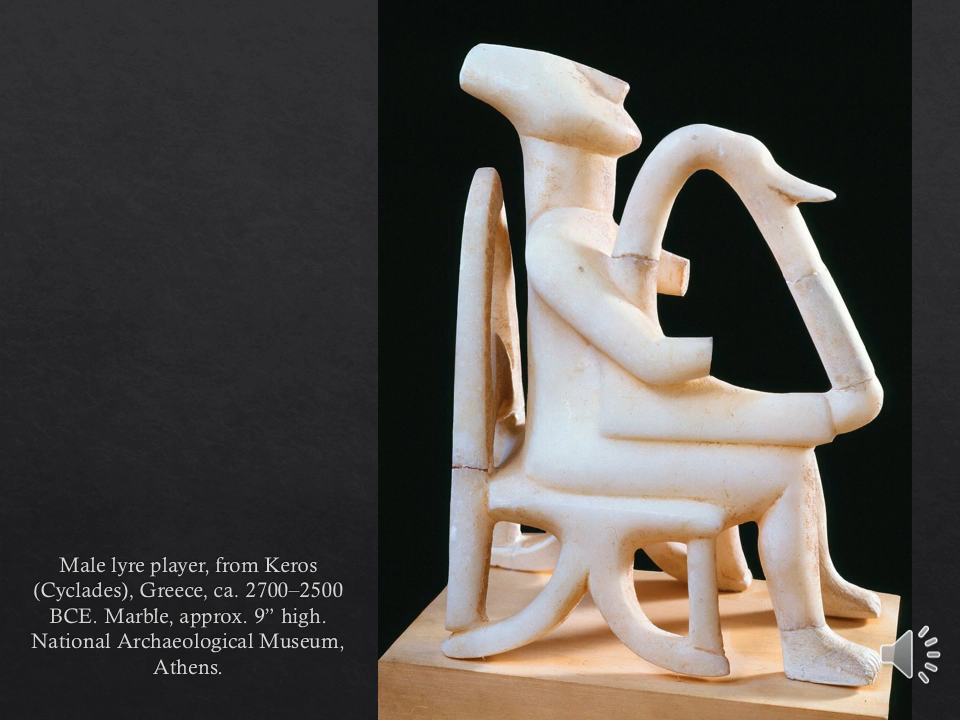 Male lyre player, from Keros
(Cyclades), Greece, ca. 2700–2500
BCE. Marble, approx. 9” high.
National Archaeological Museum,
Athens.